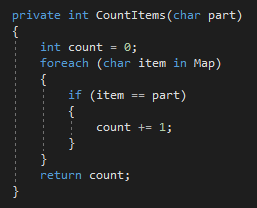 private int CountItems(char part)
{
    int count = 0;
    foreach (char item in Map)
    {
        if (item == part)
        {
            count += 1;
        }
    }
    return count;
}